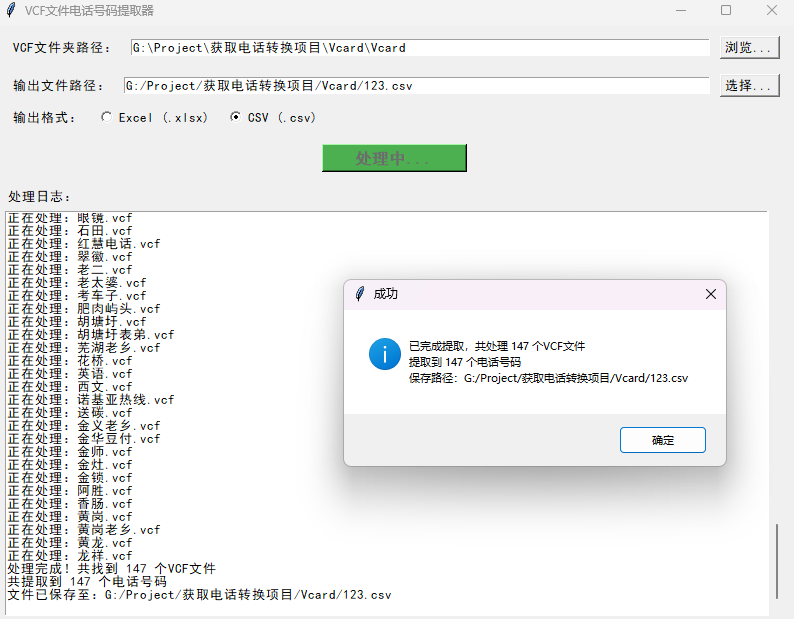 VCF文件电话号码提取器
VCF文件夹路径： G:\Project\获取电话转换项目\Vcard\Vcard 浏览...
输出文件路径： G:/Project/获取电话转换项目/Vcard/123.csv 选择...
输出格式： Excel (.xlsx) CSV (.csv)
处理中...
处理日志：
正在处理：眼镜.vcf
正在处理：石田.vcf
正在处理：红慧电话.vcf
正在处理：翠徽.vcf
正在处理：老二.vcf
正在处理：老太婆.vcf
正在处理：考车子.vcf
正在处理：肥肉屿头.vcf
正在处理：胡塘圩.vcf
正在处理：胡塘圩表弟.vcf
正在处理：芜湖老乡.vcf
正在处理：花桥.vcf
正在处理：英语.vcf
正在处理：西文.vcf
正在处理：诺基亚热线.vcf
正在处理：送碳.vcf
正在处理：金义老乡.vcf
正在处理：金华豆付.vcf
正在处理：金师.vcf
正在处理：金灶.vcf
正在处理：金锁.vcf
正在处理：阿胜.vcf
正在处理：香肠.vcf
正在处理：黄岗.vcf
正在处理：黄岗老乡.vcf
正在处理：黄龙.vcf
正在处理：龙祥.vcf
处理完成！共找到 147 个VCF文件
共提取到 147 个电话号码
文件已保存至：G:/Project/获取电话转换项目/Vcard/123.csv
成功
已完成提取，共处理 147 个VCF文件
提取到 147 个电话号码
保存路径：G:/Project/获取电话转换项目/Vcard/123.csv
确定